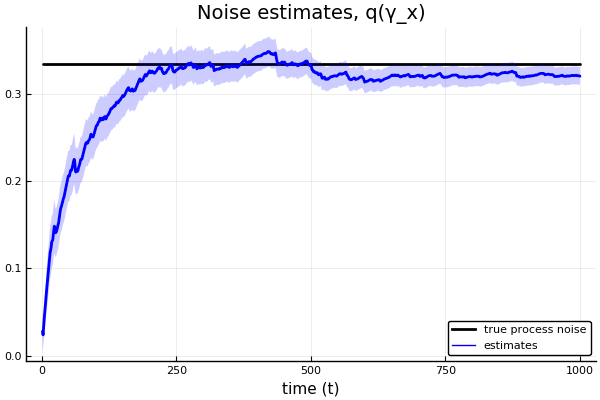 Noise estimates, q(γ_x)
0.3
0.2
0.1
0.0
0
250
500
750
1000
time (t)
true process noise
estimates